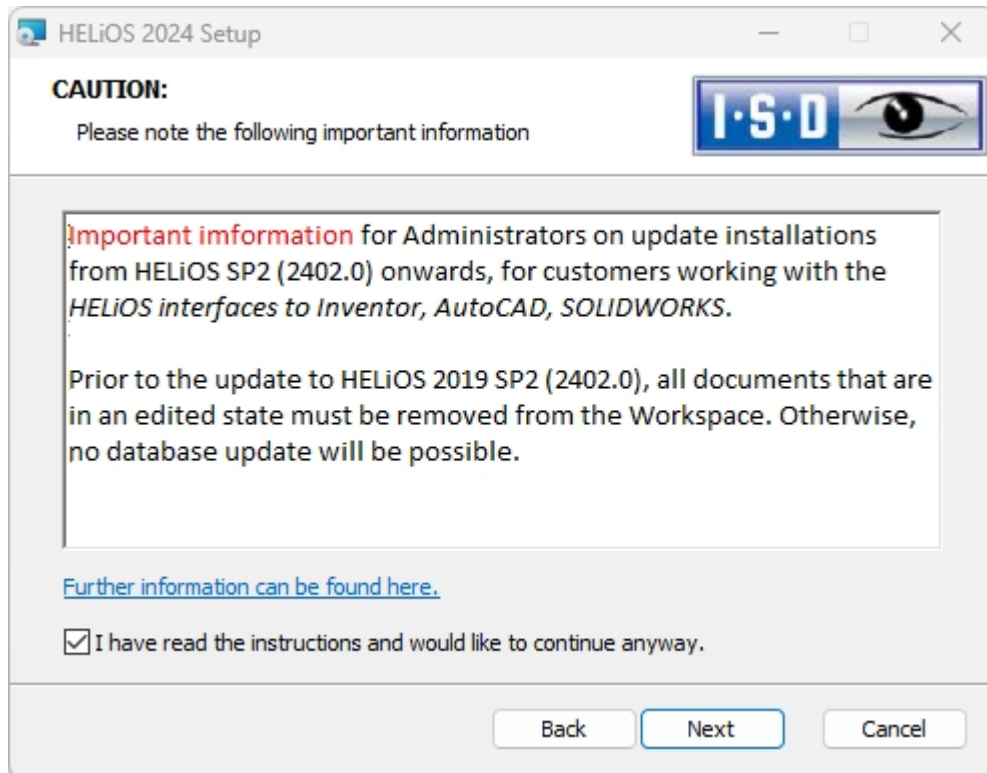 HELiOS 2024 Setup
CAUTION:
Please note the following important information
I·S·D
Important imformation for Administrators on update installations
from HELiOS SP2 (2402.0) onwards, for customers working with the
HELiOS interfaces to Inventor, AutoCAD, SOLIDWORKS.
Prior to the update to HELiOS 2019 SP2 (2402.0), all documents that are
in an edited state must be removed from the Workspace. Otherwise,
no database update will be possible.
Further information can be found here.
I have read the instructions and would like to continue anyway.
Back Next Cancel